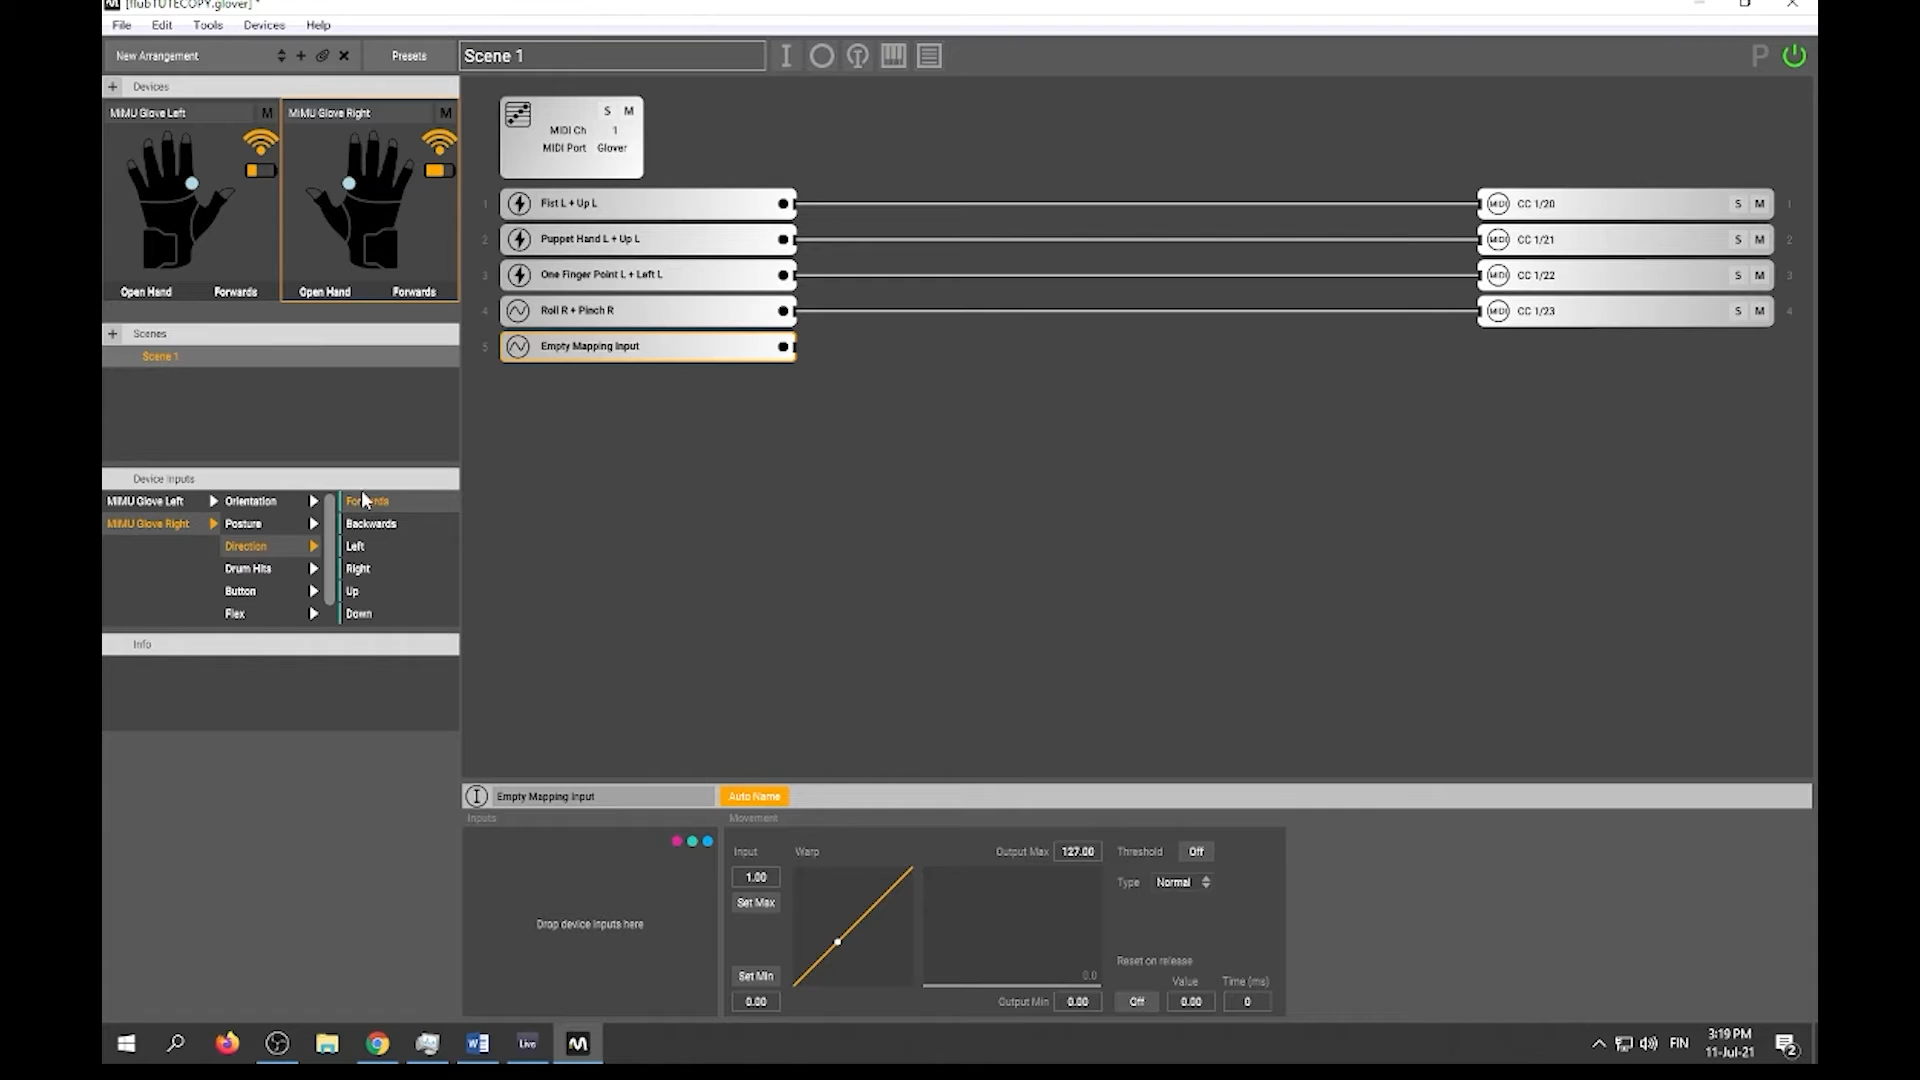 [flubTUTECOPY.glover] *
File Edit Tools Devices Help
New Arrangement Presets Scene 1 P
Devices
MiMU Glove Left M MiMU Glove Right M
Open Hand Forwards Open Hand Forwards
S M
MIDI Ch 1
MIDI Port Glover
1 Fist L + Up L MIDI CC 1/20 S M 1
2 Puppet Hand L + Up L MIDI CC 1/21 S M 2
3 One Finger Point L + Left L MIDI CC 1/22 S M 3
4 Roll R + Pinch R MIDI CC 1/23 S M 4
5 Empty Mapping Input
Scenes
Scene 1
Device Inputs
MiMU Glove Left Orientation
MiMU Glove Right Posture Backwards
Direction Left
Drum Hits Right
Button Up
Flex Down
Info
Empty Mapping Input Auto Name
Inputs Movement
Input Warp Output Max 127.00 Threshold Off
1.00 Type Normal
Set Max
Drop device inputs here
Reset on release
Set Min 0.0 Value Time (ms)
0.00 Output Min 0.00 Off 0.00 0
W Live FIN 3:19 PM
11-Jul-21 2